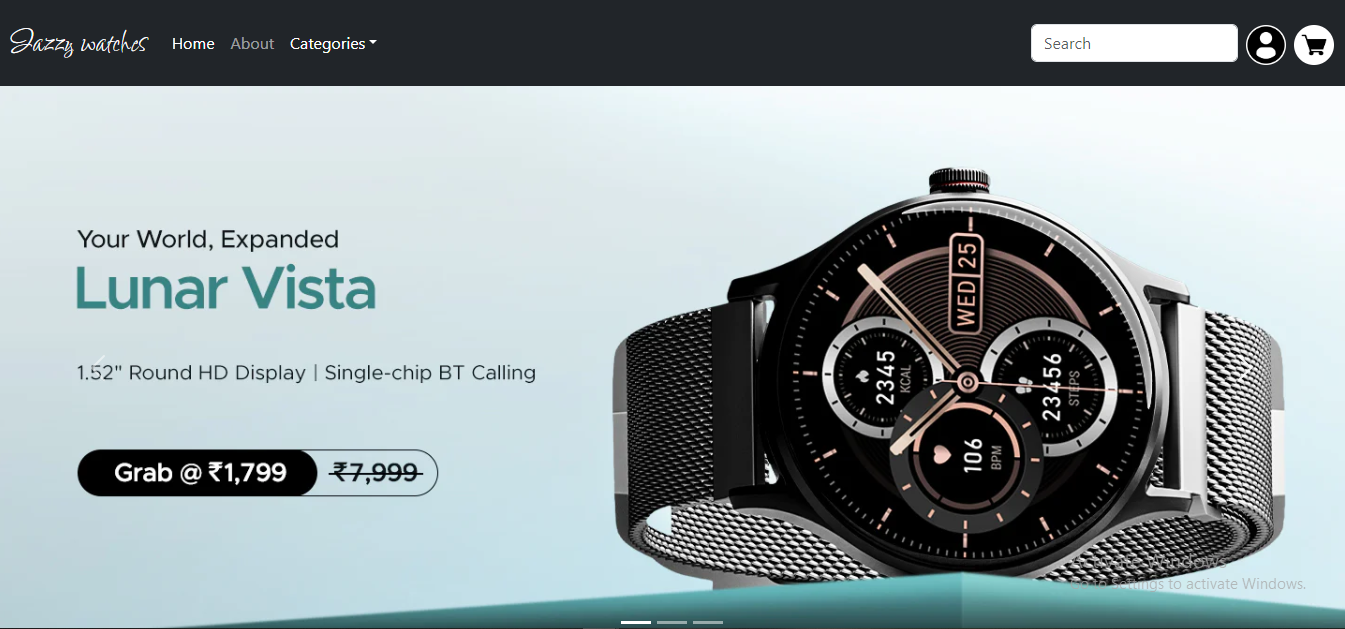 Jazzy watches
Home
About
Categories
Search
Your World, Expanded
Lunar Vista
1.52" Round HD Display | Single-chip BT Calling
Grab @ ₹1,799
₹7,999
WED 25
2345
KCAL
23456
STEPS
106
BPM
Activate Windows
Go to Settings to activate Windows.